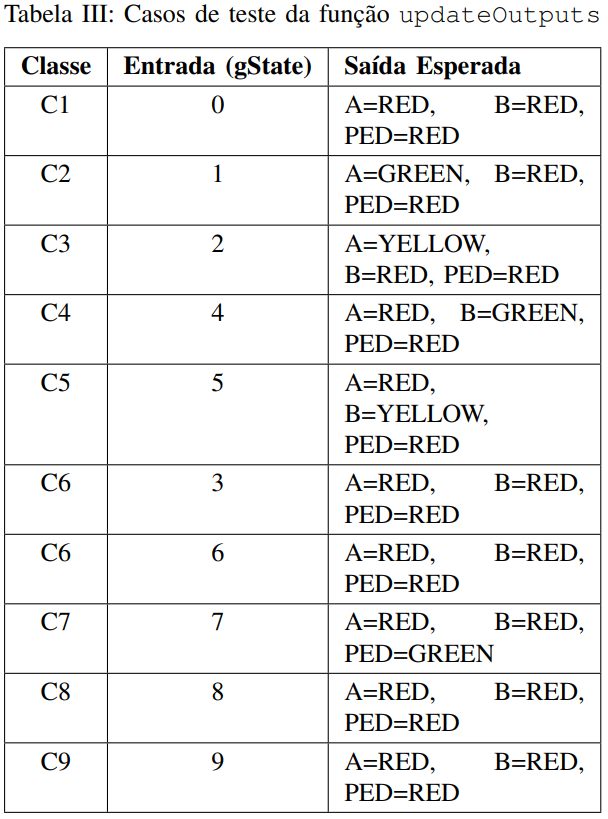 Tabela III: Casos de teste da função updateOutputs
Classe Entrada (gState) Saída Esperada
C1 0 A=RED, B=RED,
PED=RED
C2 1 A=GREEN, B=RED,
PED=RED
C3 2 A=YELLOW,
B=RED, PED=RED
C4 4 A=RED, B=GREEN,
PED=RED
C5 5 A=RED,
B=YELLOW,
PED=RED
C6 3 A=RED, B=RED,
PED=RED
C6 6 A=RED, B=RED,
PED=RED
C7 7 A=RED, B=RED,
PED=GREEN
C8 8 A=RED, B=RED,
PED=RED
C9 9 A=RED, B=RED,
PED=RED